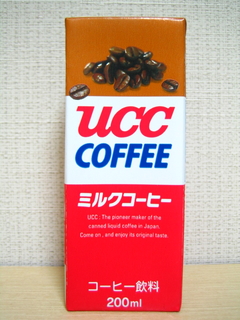 UCC
COFFEE
ミルクコーヒー
UCC : The pioneer maker of the
canned liquid coffee in Japan.
Come on , and enjoy its original taste.
コーヒー飲料
200ml